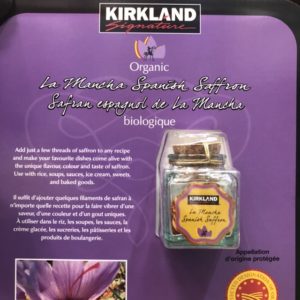 KIRKLAND
Signature
Organic
La Mancha Spanish Saffron
Safran espagnol de La Mancha
biologique
Add just a few threads of saffron to any recipe
and make your favourite dishes come alive with
the unique flavour, colour and taste of saffron.
Use with rice, soups, sauces, ice cream, sweets,
and baked goods.
Il suffit d'ajouter quelques filaments de safran à
n'importe quelle recette pour la faire vibrer d'une
saveur, d'une couleur et d'un gout uniques.
À utiliser dans le riz, les soupes, les sauces, la
crème glacée, les sucreries, les pâtisseries et les
produits de boulangerie.
KIRKLAND
La Mancha
Spanish Saffron
Appellation
d'origine protégée